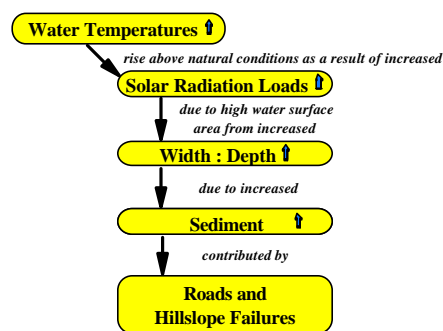 Water Temperatures
rise above natural conditions as a result of increased
Solar Radiation Loads
due to high water surface
area from increased
Width : Depth
due to increased
Sediment
contributed by
Roads and
Hillslope Failures